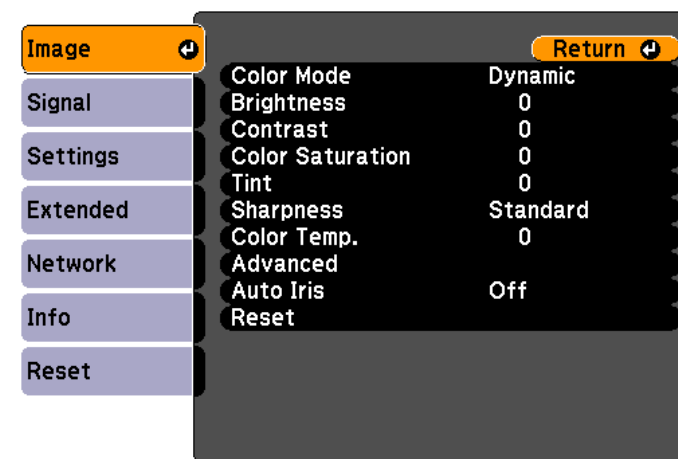 Image
Signal
Settings
Extended
Network
Info
Reset
Return
Color Mode Dynamic
Brightness 0
Contrast 0
Color Saturation 0
Tint 0
Sharpness Standard
Color Temp. 0
Advanced
Auto Iris Off
Reset